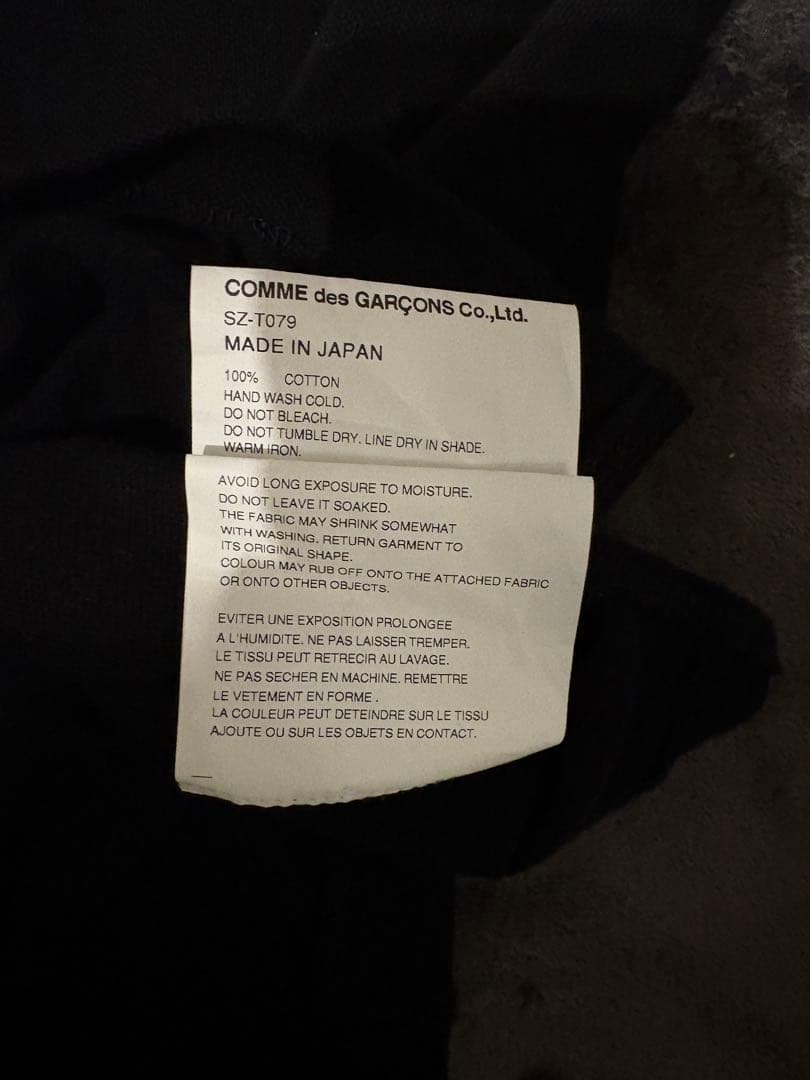 COMME des GARÇONS Co.,Ltd.
SZ-T079
MADE IN JAPAN
100% COTTON
HAND WASH COLD.
DO NOT BLEACH.
DO NOT TUMBLE DRY. LINE DRY IN SHADE.
WARM IRON.
AVOID LONG EXPOSURE TO MOISTURE.
DO NOT LEAVE IT SOAKED.
THE FABRIC MAY SHRINK SOMEWHAT
WITH WASHING. RETURN GARMENT TO
ITS ORIGINAL SHAPE.
COLOUR MAY RUB OFF ONTO THE ATTACHED FABRIC
OR ONTO OTHER OBJECTS.
EVITER UNE EXPOSITION PROLONGEE
A L'HUMIDITE. NE PAS LAISSER TREMPER.
LE TISSU PEUT RETRECIR AU LAVAGE.
NE PAS SECHER EN MACHINE. REMETTRE
LE VETEMENT EN FORME .
LA COULEUR PEUT DETEINDRE SUR LE TISSU
AJOUTE OU SUR LES OBJETS EN CONTACT.